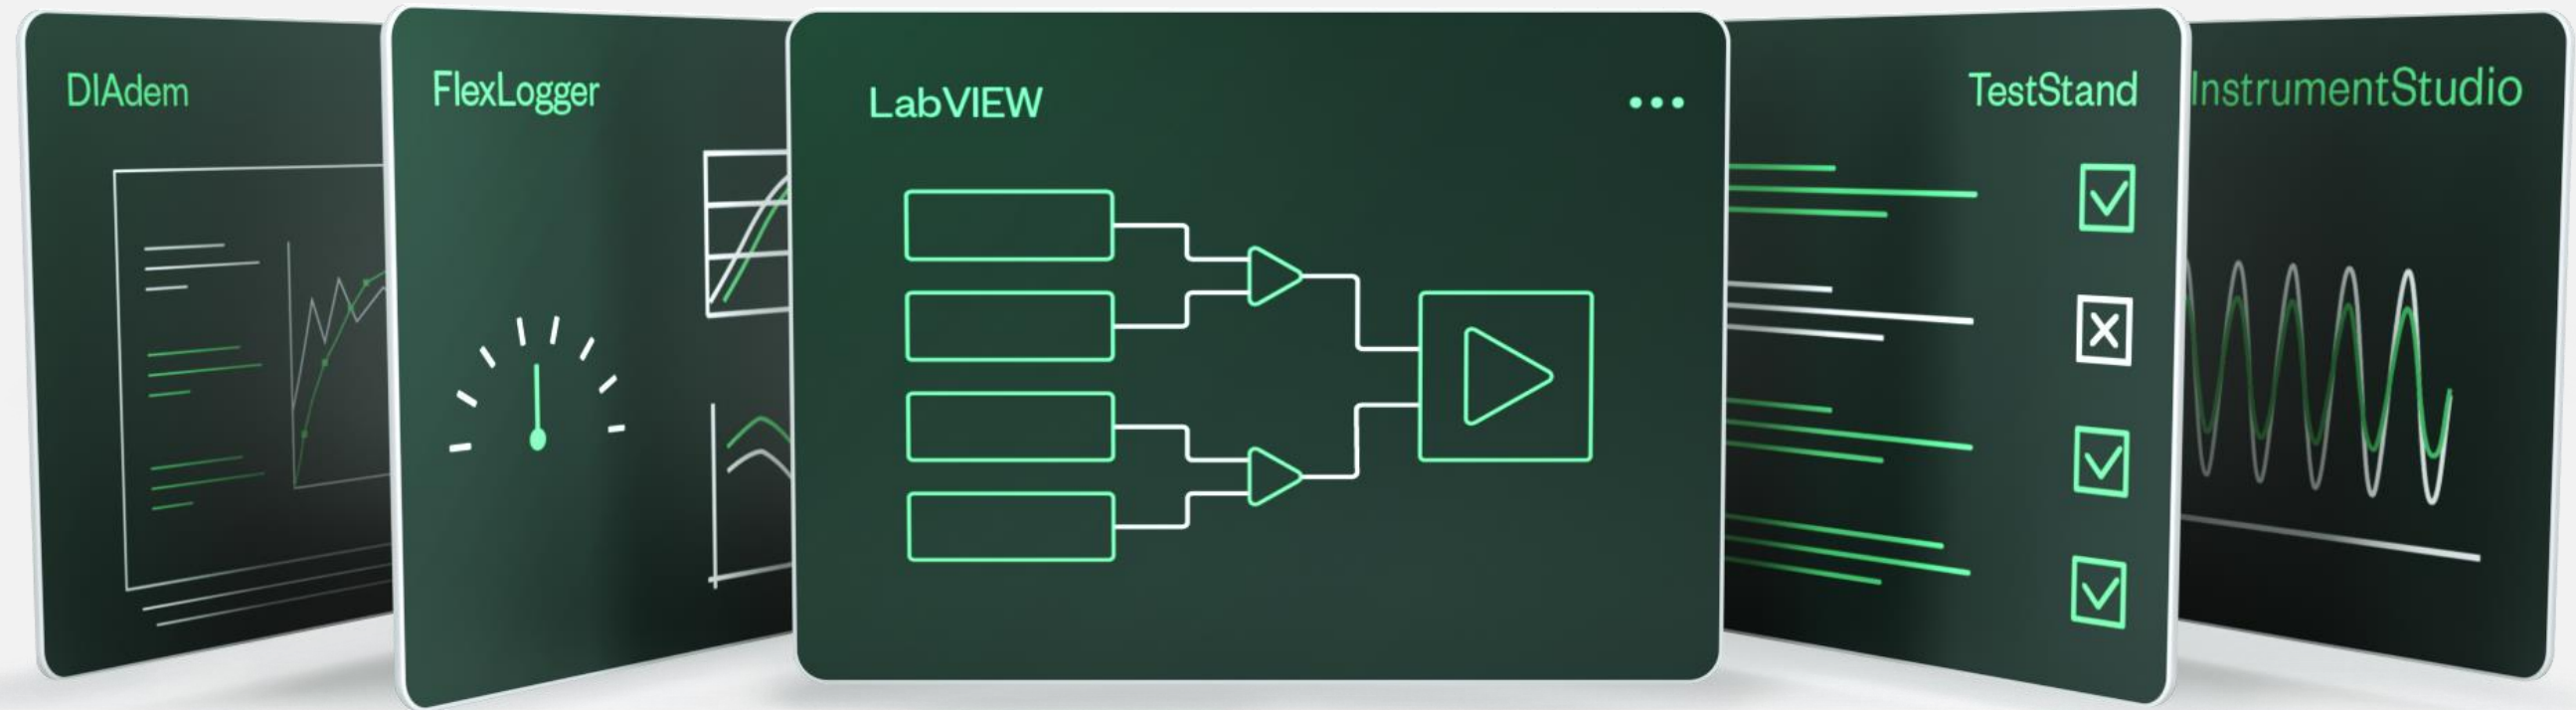 DIAdem
FlexLogger
LabVIEW
TestStand
InstrumentStudio